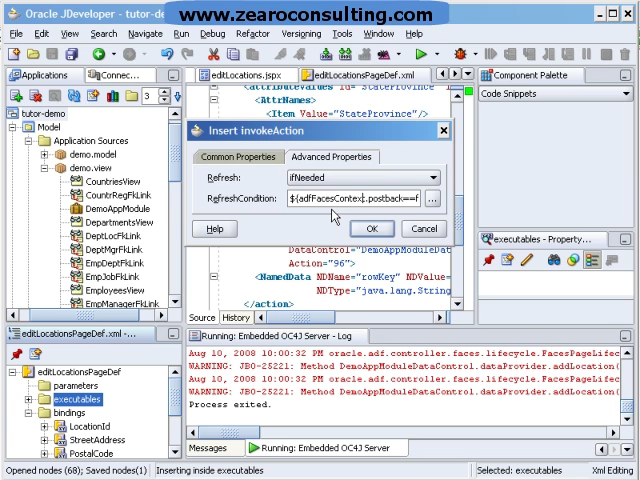 www.zearoconsulting.com
Oracle JDeveloper - tutor-de
File Edit View Search Navigate Run Debug Refactor Versioning Tools Window Help
Applications Connec...
editLocations.jspx editLocationsPageDef.xml
Component Palette
Code Snippets
3
tutor-demo
Model
Application Sources
demo.model
demo.view
CountriesView
CountRegFkLink
DemoAppModule
DepartmentsView
DeptLocFkLink
DeptMgrFkLink
EmpDeptFkLink
EmpJobFkLink
EmployeesView
EmpManagerFkLink
<AttrNames>
<Item Value="StateProvince"/>
Insert invokeAction
Common Properties Advanced Properties
Refresh: ifNeeded
RefreshCondition: ${adfFacesContext.postback==f ...
Help OK Cancel
DataControl="DemoAppModuleDat
Action="96">
<NamedData NDName="rowKey" NDValue=
NDType="java.lang.String
</action>
Source History
executables - Property...
editLocationsPageDef.xml - ...
editLocationsPageDef
parameters
executables
bindings
LocationId
StreetAddress
PostalCode
Running: Embedded OC4J Server - Log
Aug 10, 2008 10:00:32 PM oracle.adf.controller.faces.lifecycle.FacesPageLifec
WARNING: JBO-25221: Method DemoAppModuleDataControl.dataProvider.addLocation(
Aug 10, 2008 10:00:32 PM oracle.adf.controller.faces.lifecycle.FacesPageLifec
WARNING: JBO-25221: Method DemoAppModuleDataControl.dataProvider.addLocation(
Process exited.
Messages Running: Embedded OC4J Server
Opened nodes (68); Saved nodes(1) Inserting inside executables Selected: executables Xml Editing